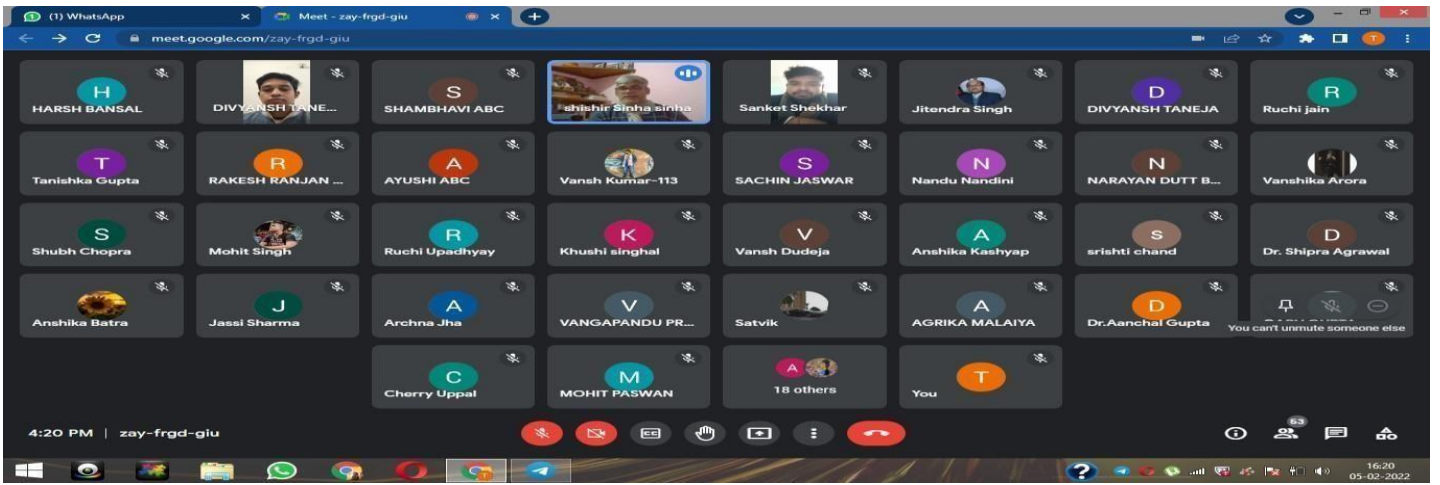 (1) WhatsApp
Meet - zay-frgd-giu
meet.google.com/zay-frgd-giu
T
H
HARSH BANSAL
DIVYANSH TANE...
S
SHAMBHAVI ABC
shishir Sinha sinha
Sanket Shekhar
Jitendra Singh
D
DIVYANSH TANEJA
R
Ruchi jain
T
Tanishka Gupta
R
RAKESH RANJAN ...
A
AYUSHI ABC
Vansh Kumar-113
S
SACHIN JASWAR
N
Nandu Nandini
N
NARAYAN DUTT B...
Vanshika Arora
S
Shubh Chopra
Mohit Singh
R
Ruchi Upadhyay
K
Khushi singhal
V
Vansh Dudeja
A
Anshika Kashyap
s
srishti chand
D
Dr. Shipra Agrawal
Anshika Batra
J
Jassi Sharma
A
Archna Jha
V
VANGAPANDU PR...
Satvik
A
AGRIKA MALAIYA
D
Dr.Aanchal Gupta
You can't unmute someone else
C
Cherry Uppal
M
MOHIT PASWAN
A
18 others
T
You
4:20 PM | zay-frgd-giu
53
16:20
05-02-2022